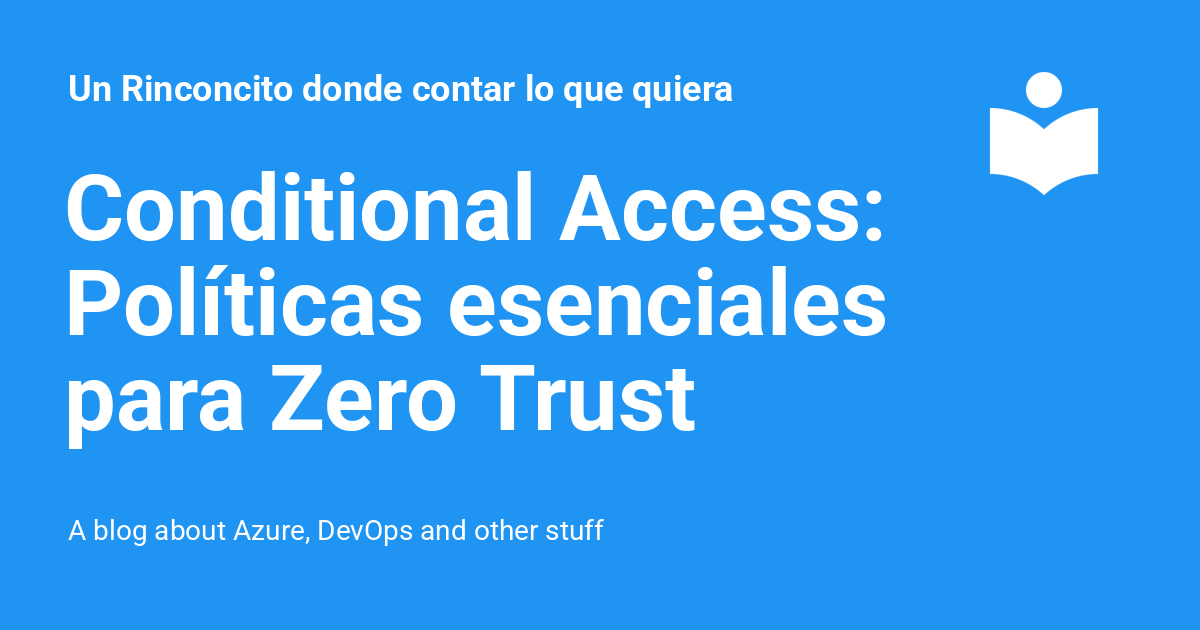 Un Rinconcito donde contar lo que quiera
Conditional Access:
Políticas esenciales
para Zero Trust
A blog about Azure, DevOps and other stuff